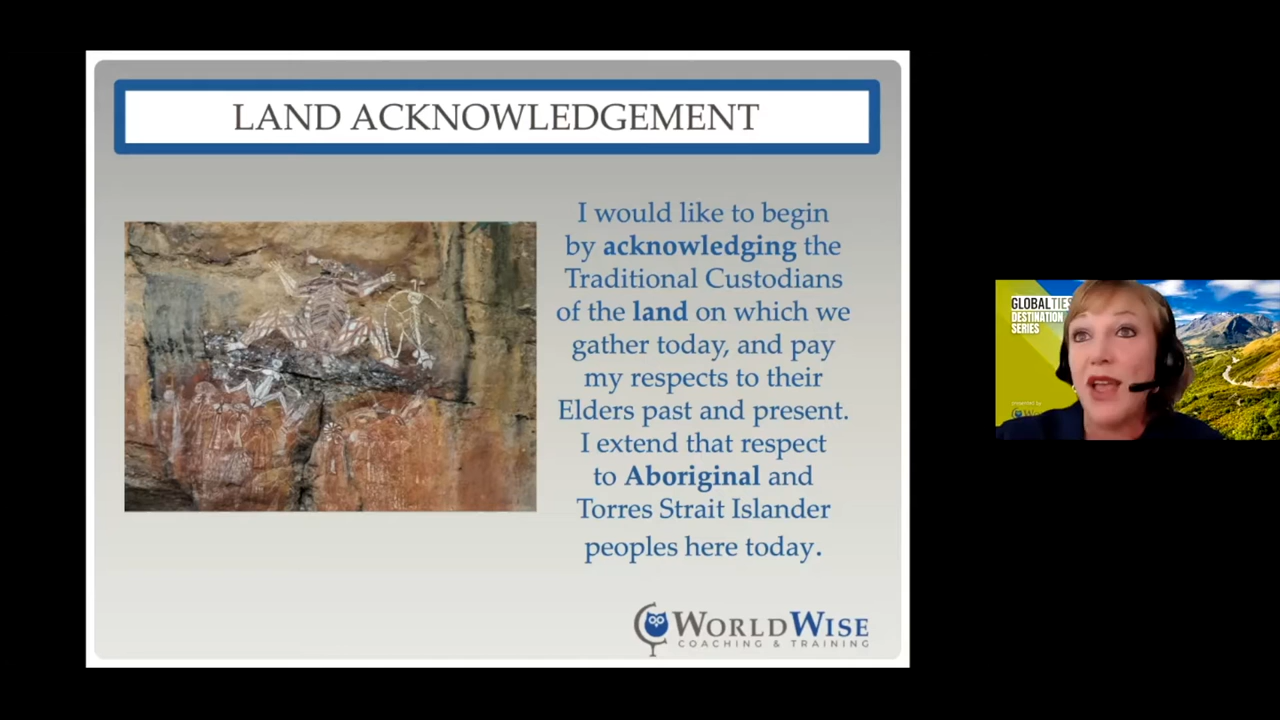 LAND ACKNOWLEDGEMENT
I would like to begin
by acknowledging the
Traditional Custodians
of the land on which we
gather today, and pay
my respects to their
Elders past and present.
I extend that respect
to Aboriginal and
Torres Strait Islander
peoples here today.
WORLDWISE
COACHING & TRAINING
GLOBALTIES
DESTINATION
SERIES
presented by